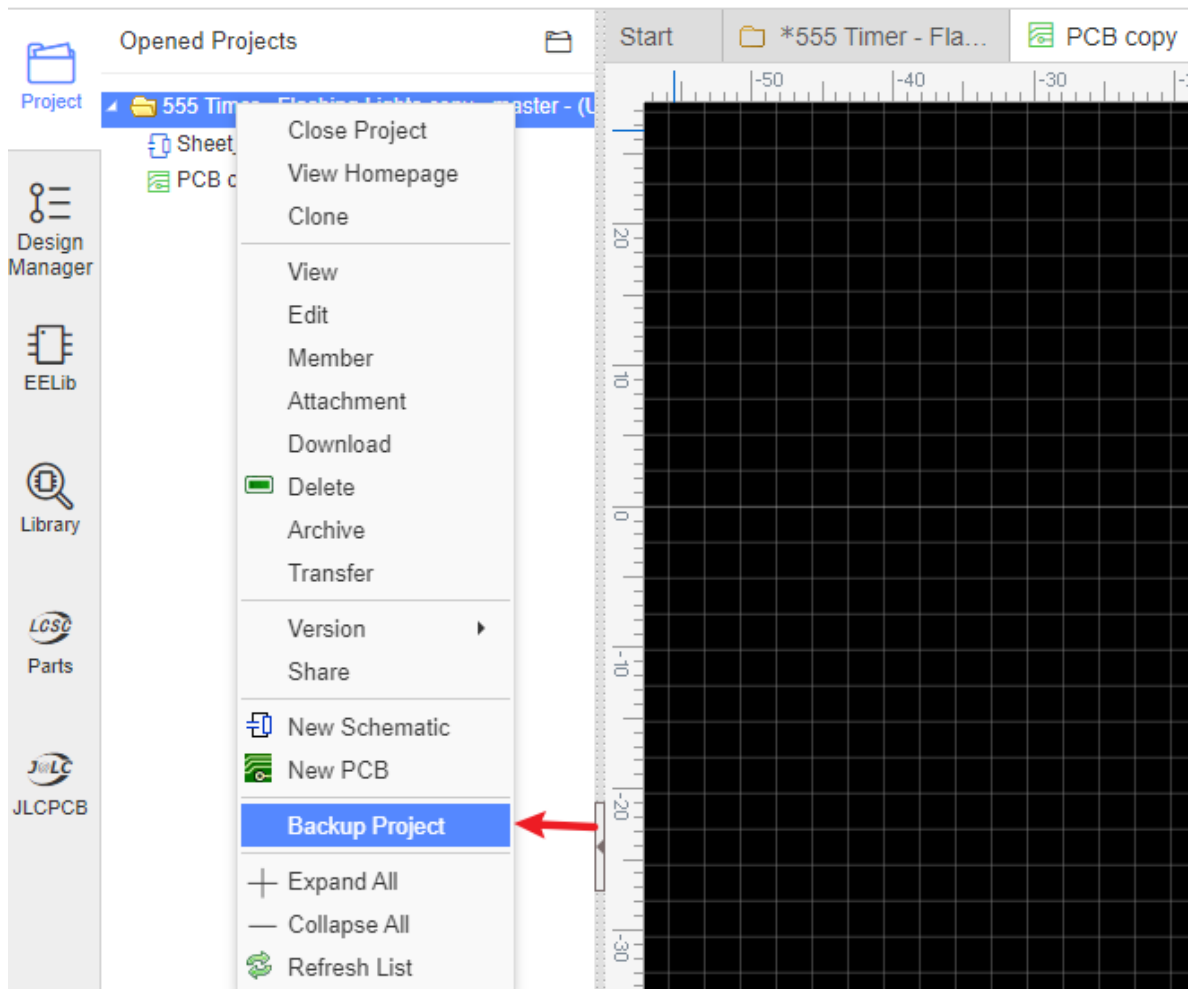 Opened Projects
Start
*555 Timer - Fla...
PCB copy
Project
555 Tim
Flashing Lights copy - master - (U
Sheet_
PCB c
Close Project
View Homepage
Clone
View
Edit
Member
Attachment
Download
Delete
Archive
Transfer
Version
Share
New Schematic
New PCB
Backup Project
Expand All
Collapse All
Refresh List
Design
Manager
EELib
Library
LCSC
Parts
J@LC
JLCPCB
-50
-40
-30
20
10
0
-10
-20
-30